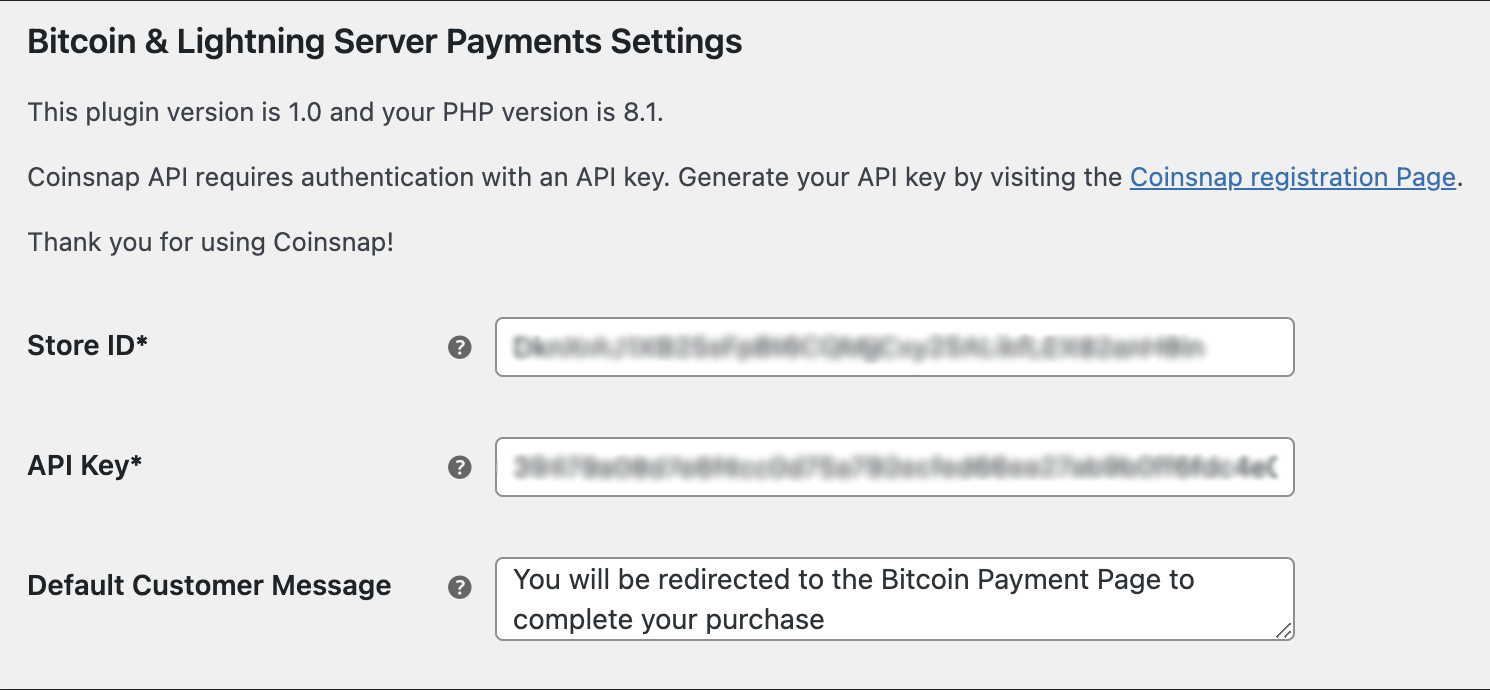 Bitcoin & Lightning Server Payments Settings
This plugin version is 1.0 and your PHP version is 8.1.
Coinsnap API requires authentication with an API key. Generate your API key by visiting the Coinsnap registration Page.
Thank you for using Coinsnap!
Store ID*
API Key*
Default Customer Message
You will be redirected to the Bitcoin Payment Page to
complete your purchase